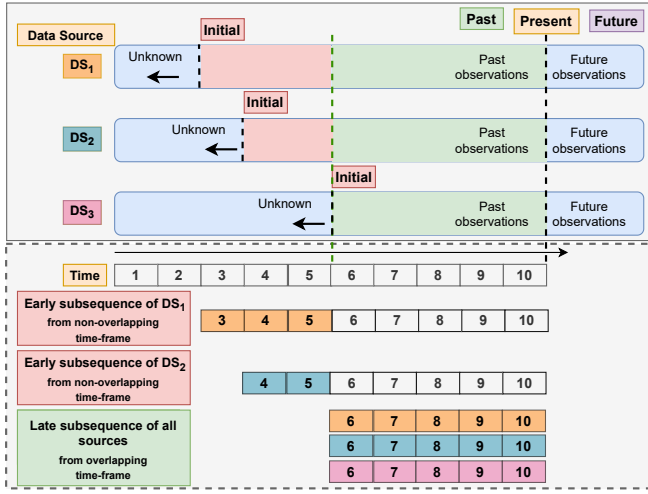 Past Present Future
Data Source
Initial
DS1
Unknown
Past
observations
Future
observations
Initial
DS2
Unknown
Past
observations
Future
observations
Initial
DS3
Unknown
Past
observations
Future
observations
Time 1 2 3 4 5 6 7 8 9 10
Early subsequence of DS1
from non-overlapping
time-frame
3 4 5 6 7 8 9 10
Early subsequence of DS2
from non-overlapping
time-frame
4 5 6 7 8 9 10
Late subsequence of all
sources
from overlapping
time-frame
6 7 8 9 10
6 7 8 9 10
6 7 8 9 10